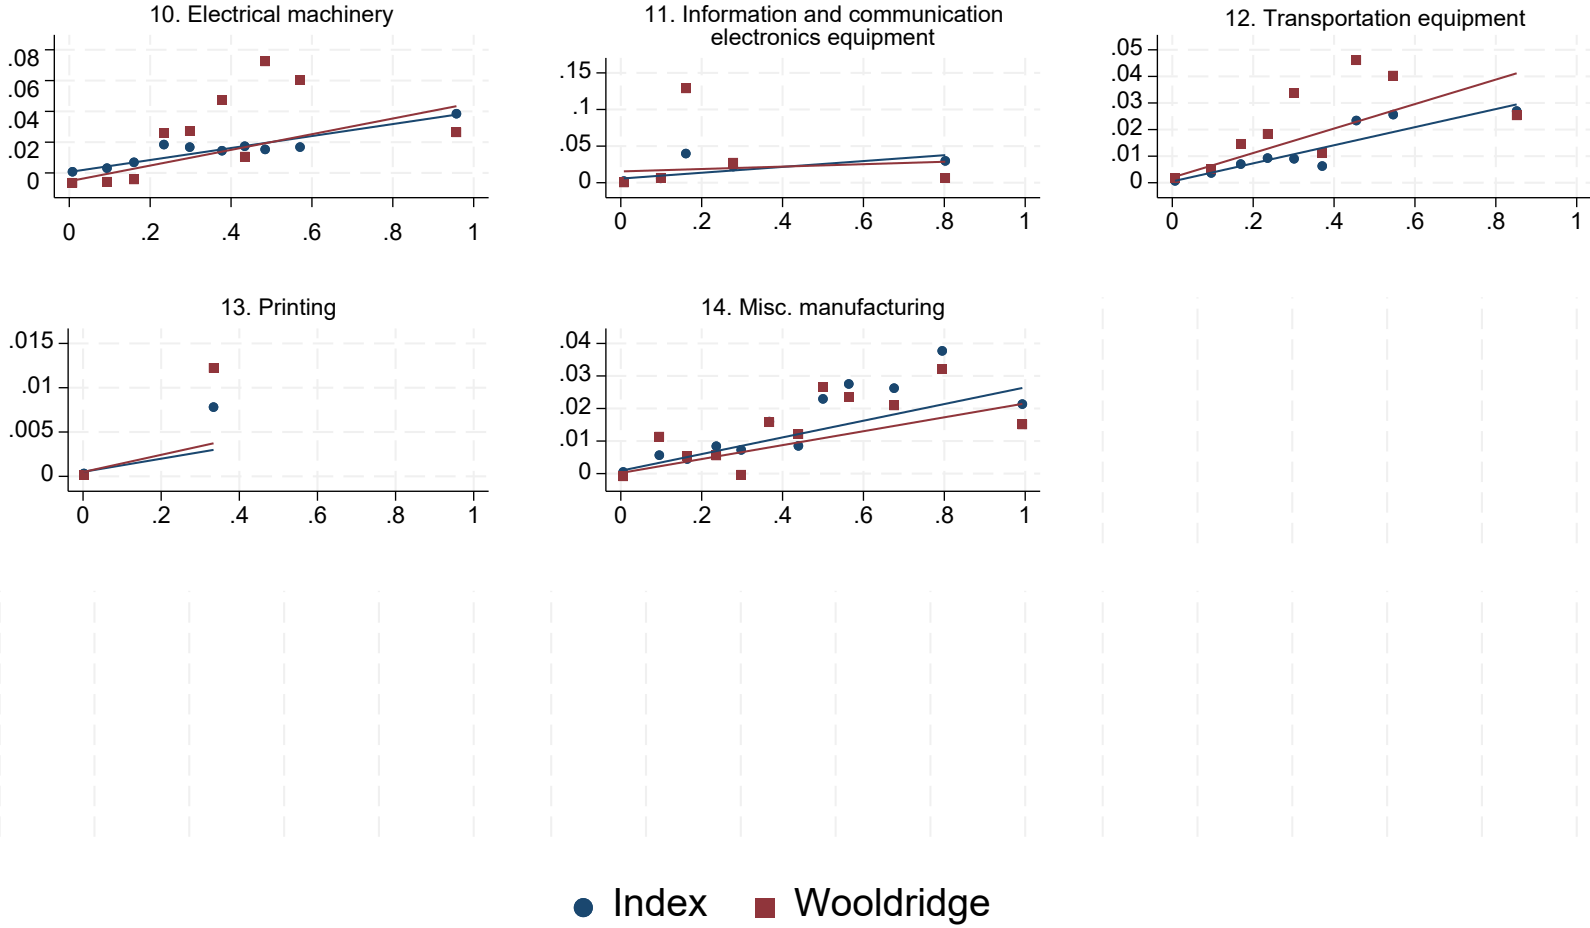 10. Electrical machinery
.08
.06
.04
.02
0
0 .2 .4 .6 .8 1
11. Information and communication
electronics equipment
.15
.1
.05
0
0 .2 .4 .6 .8 1
12. Transportation equipment
.05
.04
.03
.02
.01
0
0 .2 .4 .6 .8 1
13. Printing
.015
.01
.005
0
0 .2 .4 .6 .8 1
14. Misc. manufacturing
.04
.03
.02
.01
0
0 .2 .4 .6 .8 1
Index Wooldridge